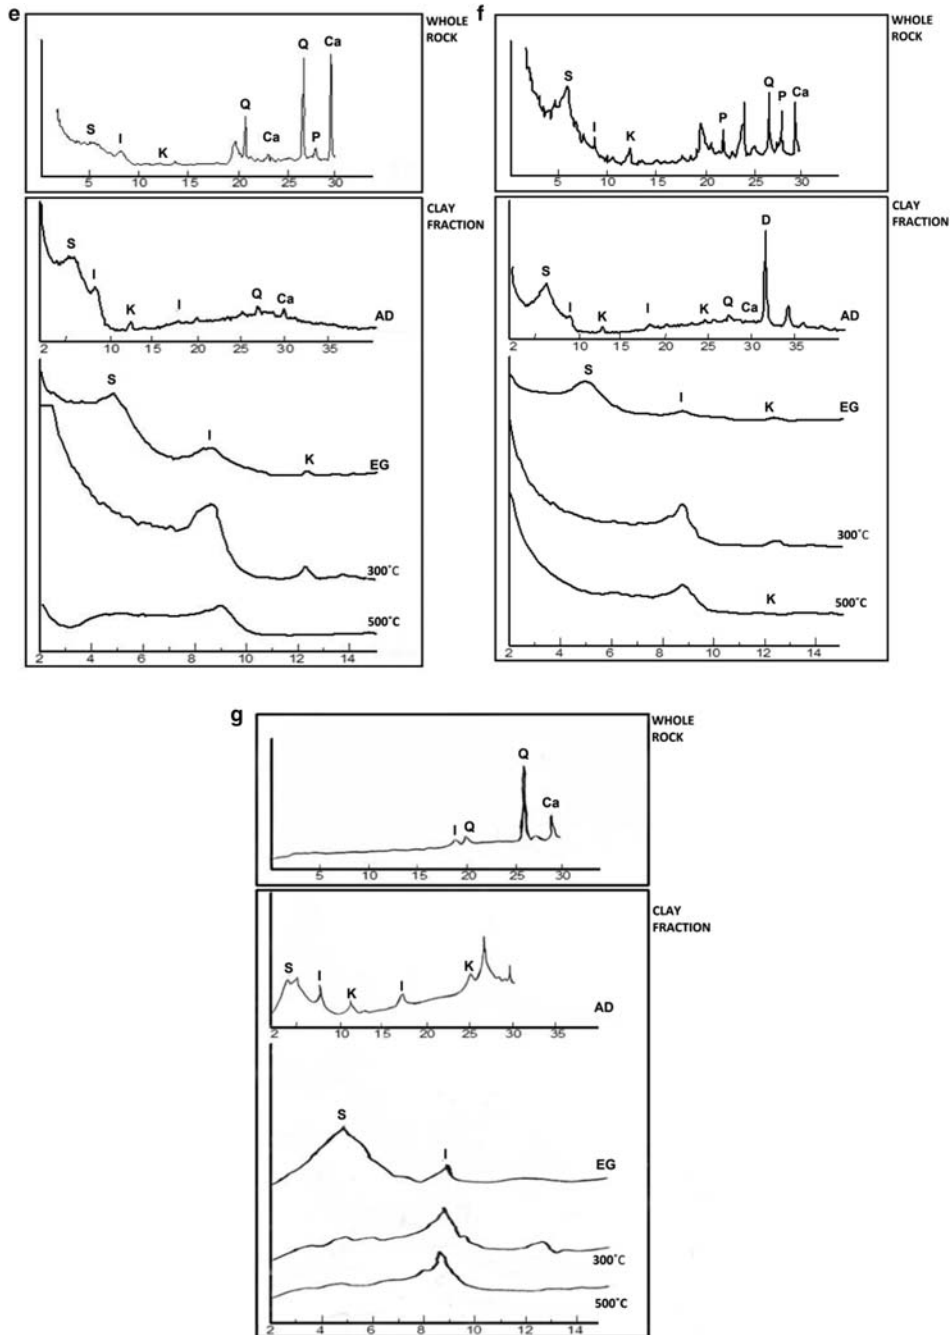 e
WHOLE
ROCK
S I K Q Ca Q P Ca
5 10 15 20 25 30
CLAY
FRACTION
S I K I Q Ca AD
2 10 15 20 25 30 35
S I K EG
300°C
500°C
2 4 6 8 10 12 14
f
WHOLE
ROCK
S I K P Q P Ca
5 10 15 20 25 30
CLAY
FRACTION
S I K I K Q Ca D AD
2 5 10 15 20 25 30 35
S I K EG
300°C
K 500°C
2 4 6 8 10 12 14
g
WHOLE
ROCK
I Q Q Ca
5 10 15 20 25 29
CLAY
FRACTION
S I K I K AD
2 10 15 20 25 30 35
S I EG
300°C
500°C
2 4 6 8 10 12 14